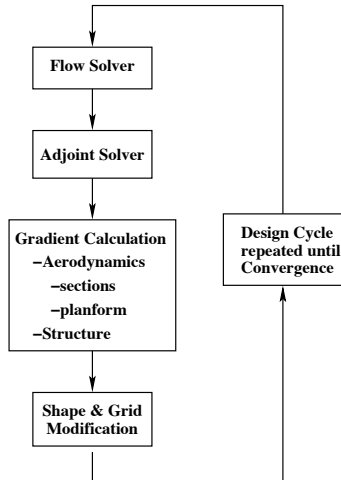 Flow Solver
Adjoint Solver
Gradient Calculation
−Aerodynamics
−sections
−planform
−Structure
Shape & Grid
Modification
Design Cycle
repeated until
Convergence